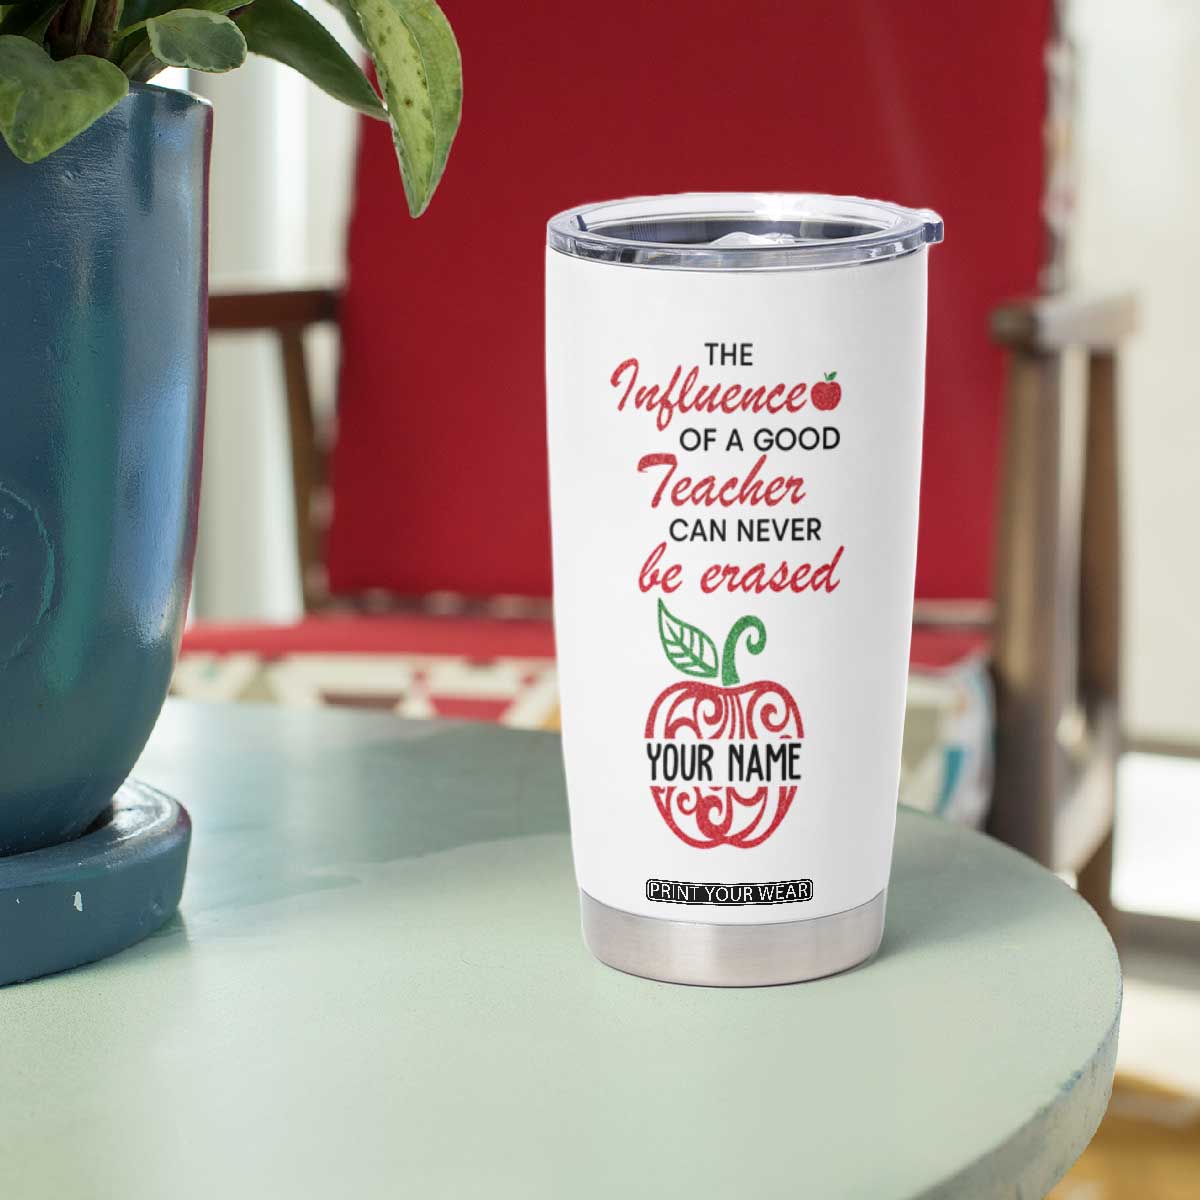 THE
Influence
OF A GOOD
Teacher
CAN NEVER
be erased
YOUR NAME
PRINT YOUR WEAR